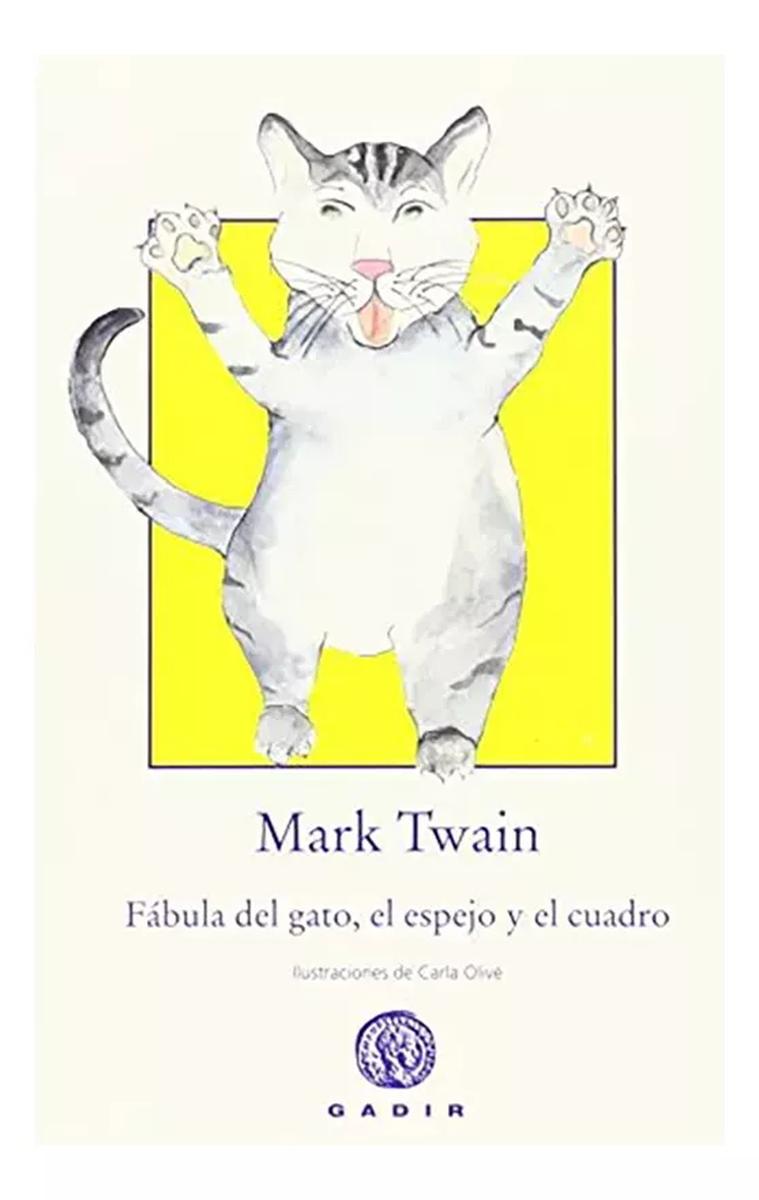 Mark Twain
Fábula del gato, el espejo y el cuadro
Ilustraciones de Carla Olivé
GADIR